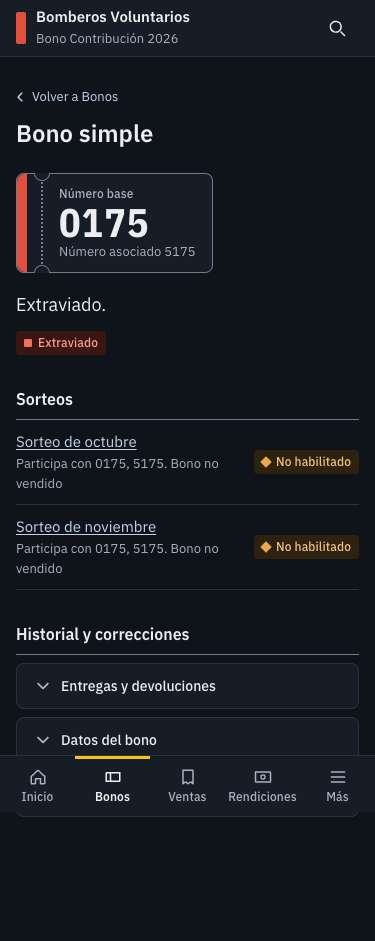 Bomberos Voluntarios
Bono Contribución 2026
Volver a Bonos
Bono simple
Número base
0175
Número asociado 5175
Extraviado.
Extraviado
Sorteos
Sorteo de octubre
Participa con 0175, 5175. Bono no
vendido
No habilitado
Sorteo de noviembre
Participa con 0175, 5175. Bono no
vendido
No habilitado
Historial y correcciones
Entregas y devoluciones
Datos del bono
Inicio
Bonos
Ventas
Rendiciones
Más